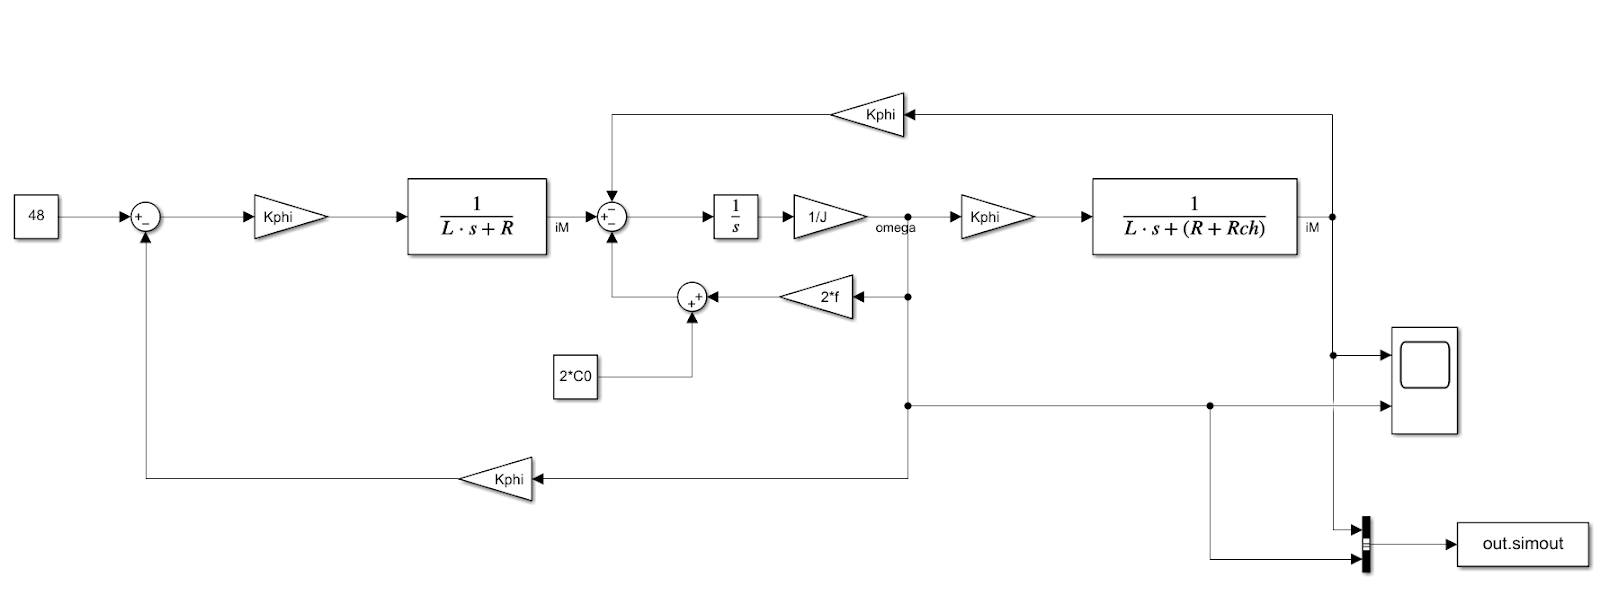 Kphi
48
+
−
Kphi
1
L · s + R
iM
+
−
−
1
s
1/J
omega
Kphi
1
L · s + (R + Rch)
iM
+
+
2*f
2*C0
Kphi
out.simout